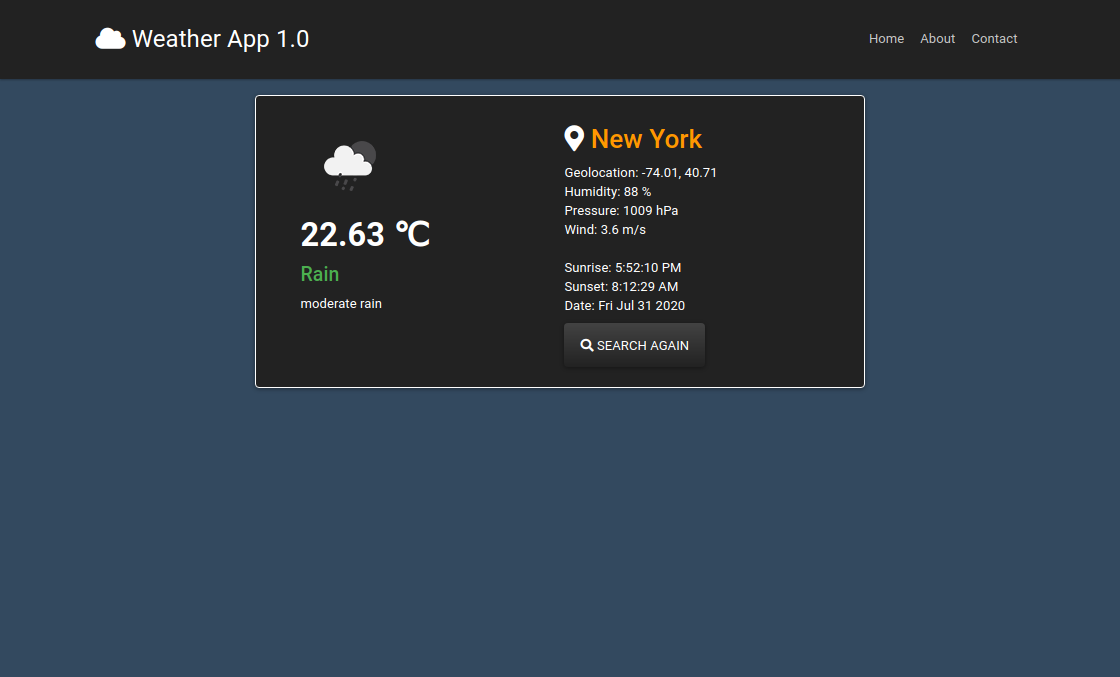 Weather App 1.0
Home About Contact
22.63 ℃
Rain
moderate rain
New York
Geolocation: -74.01, 40.71
Humidity: 88 %
Pressure: 1009 hPa
Wind: 3.6 m/s
Sunrise: 5:52:10 PM
Sunset: 8:12:29 AM
Date: Fri Jul 31 2020
SEARCH AGAIN